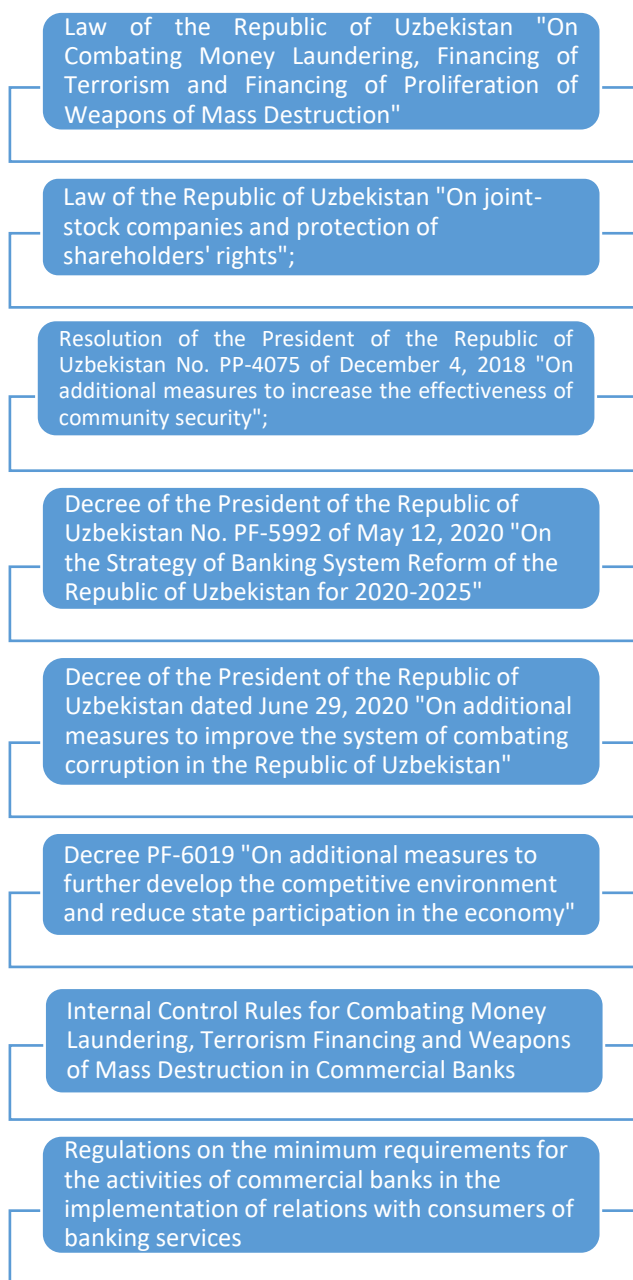 Law of the Republic of Uzbekistan "On
Combating Money Laundering, Financing of
Terrorism and Financing of Proliferation of
Weapons of Mass Destruction"
Law of the Republic of Uzbekistan "On joint-
stock companies and protection of
shareholders' rights";
Resolution of the President of the Republic of
Uzbekistan No. PP-4075 of December 4, 2018 "On
additional measures to increase the effectiveness of
community security";
Decree of the President of the Republic of
Uzbekistan No. PF-5992 of May 12, 2020 "On
the Strategy of Banking System Reform of the
Republic of Uzbekistan for 2020-2025"
Decree of the President of the Republic of
Uzbekistan dated June 29, 2020 "On additional
measures to improve the system of combating
corruption in the Republic of Uzbekistan"
Decree PF-6019 "On additional measures to
further develop the competitive environment
and reduce state participation in the economy"
Internal Control Rules for Combating Money
Laundering, Terrorism Financing and Weapons
of Mass Destruction in Commercial Banks
Regulations on the minimum requirements for
the activities of commercial banks in the
implementation of relations with consumers of
banking services